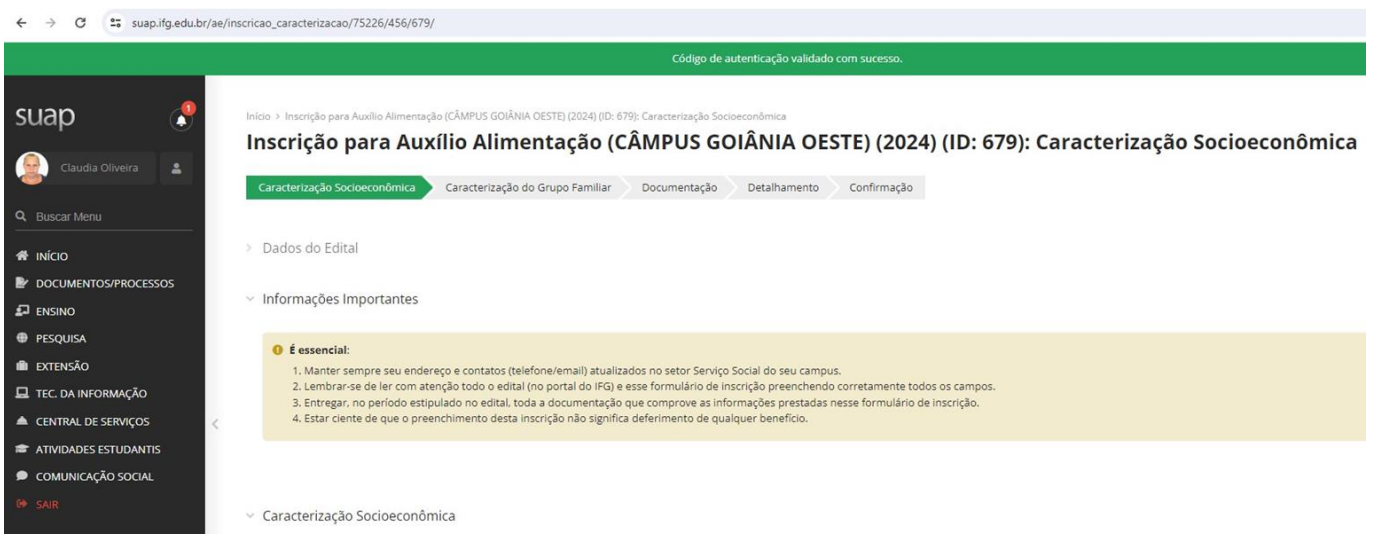 suap.ifg.edu.br/ae/inscricao_caracterizacao/75226/456/679/
Código de autenticação validado com sucesso.
suap
1
Claudia Oliveira
Buscar Menu
INÍCIO
DOCUMENTOS/PROCESSOS
ENSINO
PESQUISA
EXTENSÃO
TEC. DA INFORMAÇÃO
CENTRAL DE SERVIÇOS
ATIVIDADES ESTUDANTIS
COMUNICAÇÃO SOCIAL
SAIR
Início > Inscrição para Auxílio Alimentação (CÂMPUS GOIÂNIA OESTE) (2024) (ID: 679): Caracterização Socioeconômica
Inscrição para Auxílio Alimentação (CÂMPUS GOIÂNIA OESTE) (2024) (ID: 679): Caracterização Socioeconômica
Caracterização Socioeconômica Caracterização do Grupo Familiar Documentação Detalhamento Confirmação
Dados do Edital
Informações Importantes
É essencial:
1. Manter sempre seu endereço e contatos (telefone/email) atualizados no setor Serviço Social do seu campus.
2. Lembrar-se de ler com atenção todo o edital (no portal do IFG) e esse formulário de inscrição preenchendo corretamente todos os campos.
3. Entregar, no período estipulado no edital, toda a documentação que comprove as informações prestadas nesse formulário de inscrição.
4. Estar ciente de que o preenchimento desta inscrição não significa deferimento de qualquer benefício.
Caracterização Socioeconômica